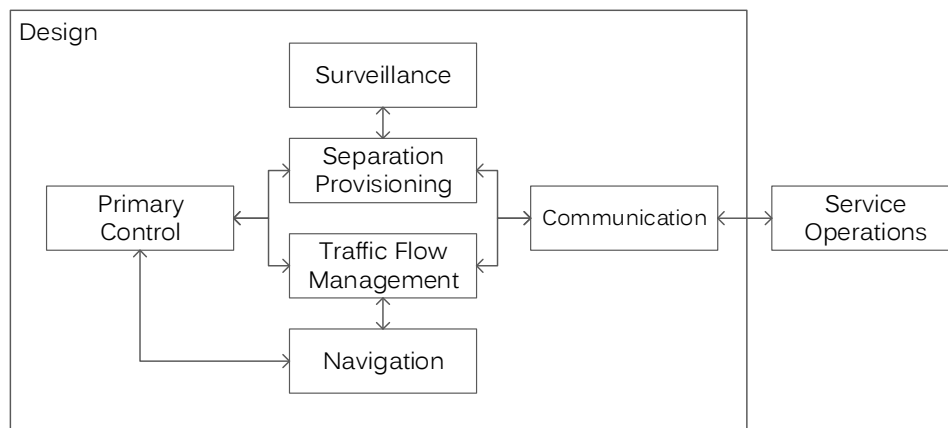 Design
Surveillance
Separation
Provisioning
Primary
Control
Traffic Flow
Management
Communication
Service
Operations
Navigation